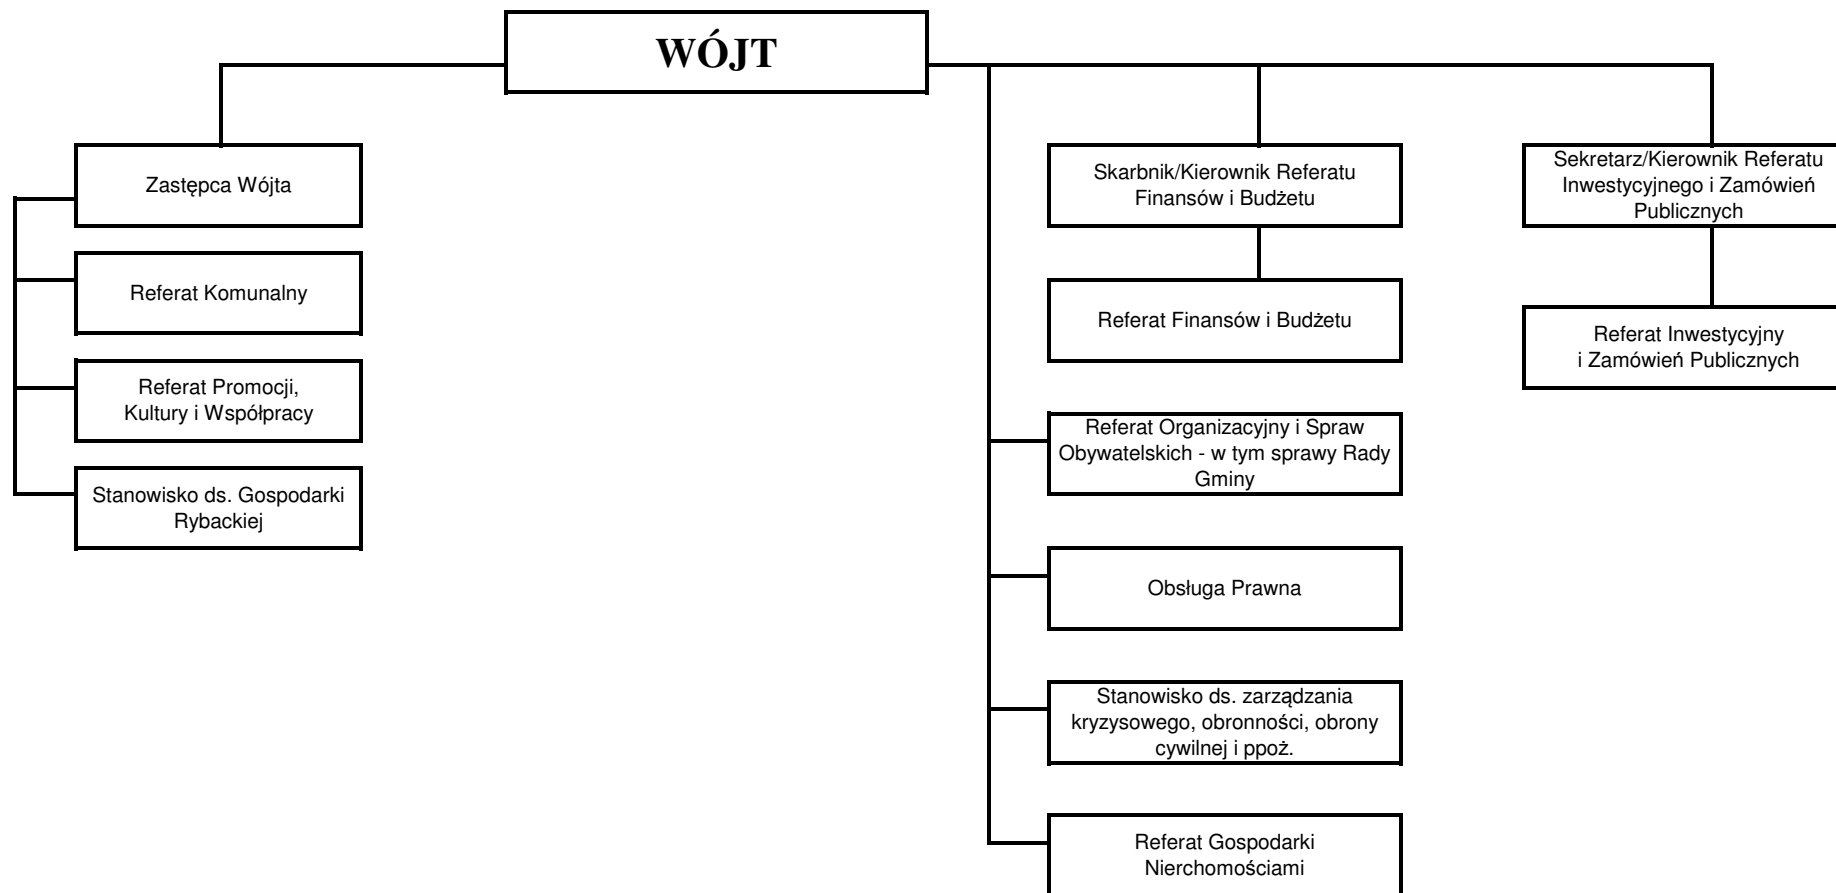 WÓJT
Zastępca Wójta
Referat Komunalny
Referat Promocji,
Kultury i Współpracy
Stanowisko ds. Gospodarki
Rybackiej
Skarbnik/Kierownik Referatu
Finansów i Budżetu
Referat Finansów i Budżetu
Referat Organizacyjny i Spraw
Obywatelskich - w tym sprawy Rady
Gminy
Obsługa Prawna
Stanowisko ds. zarządzania
kryzysowego, obronności, obrony
cywilnej i ppoż.
Referat Gospodarki
Nierchomościami
Sekretarz/Kierownik Referatu
Inwestycyjnego i Zamówień
Publicznych
Referat Inwestycyjny
i Zamówień Publicznych